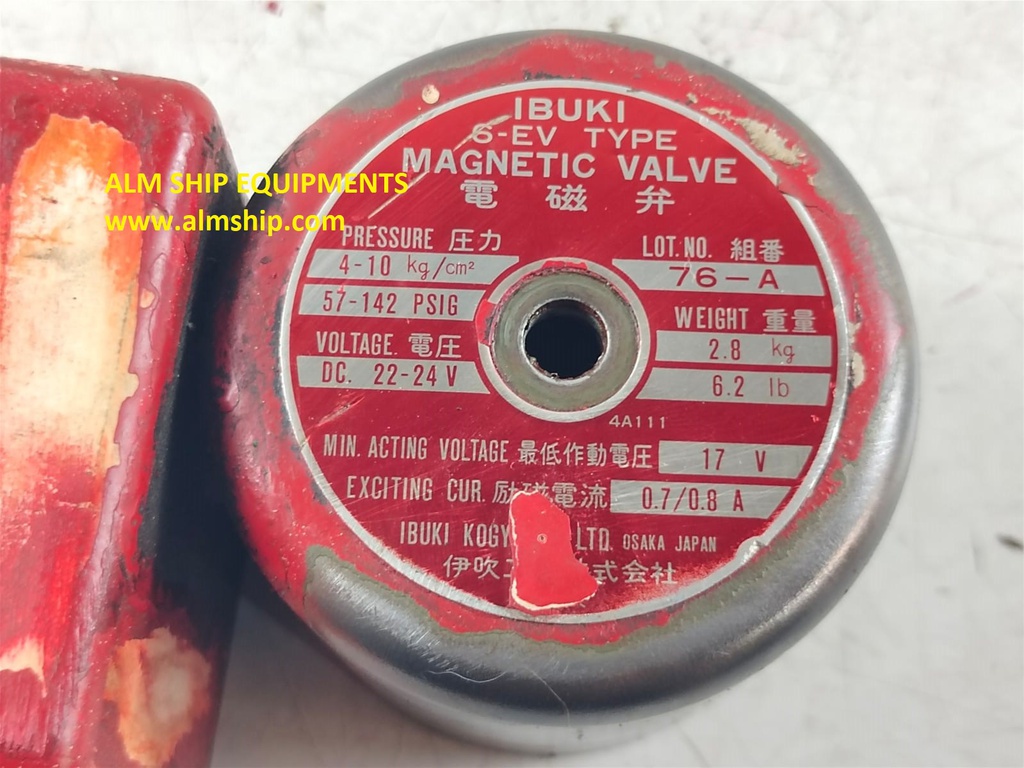 IBUKI
6-EV TYPE
MAGNETIC VALVE
電磁弁
PRESSURE 圧力
4-10 kg/cm²
57-142 PSIG
VOLTAGE. 電圧
DC. 22-24 V
LOT.NO. 組番
76-A
WEIGHT 重量
2.8 kg
6.2 lb
4A111
MIN. ACTING VOLTAGE 最低作動電圧 17 V
EXCITING CUR. 励磁電流 0.7/0.8 A
IBUKI LTD. OSAKA JAPAN
伊吹 式会社
ALM SHIP EQUIPMENTS
www.almship.com